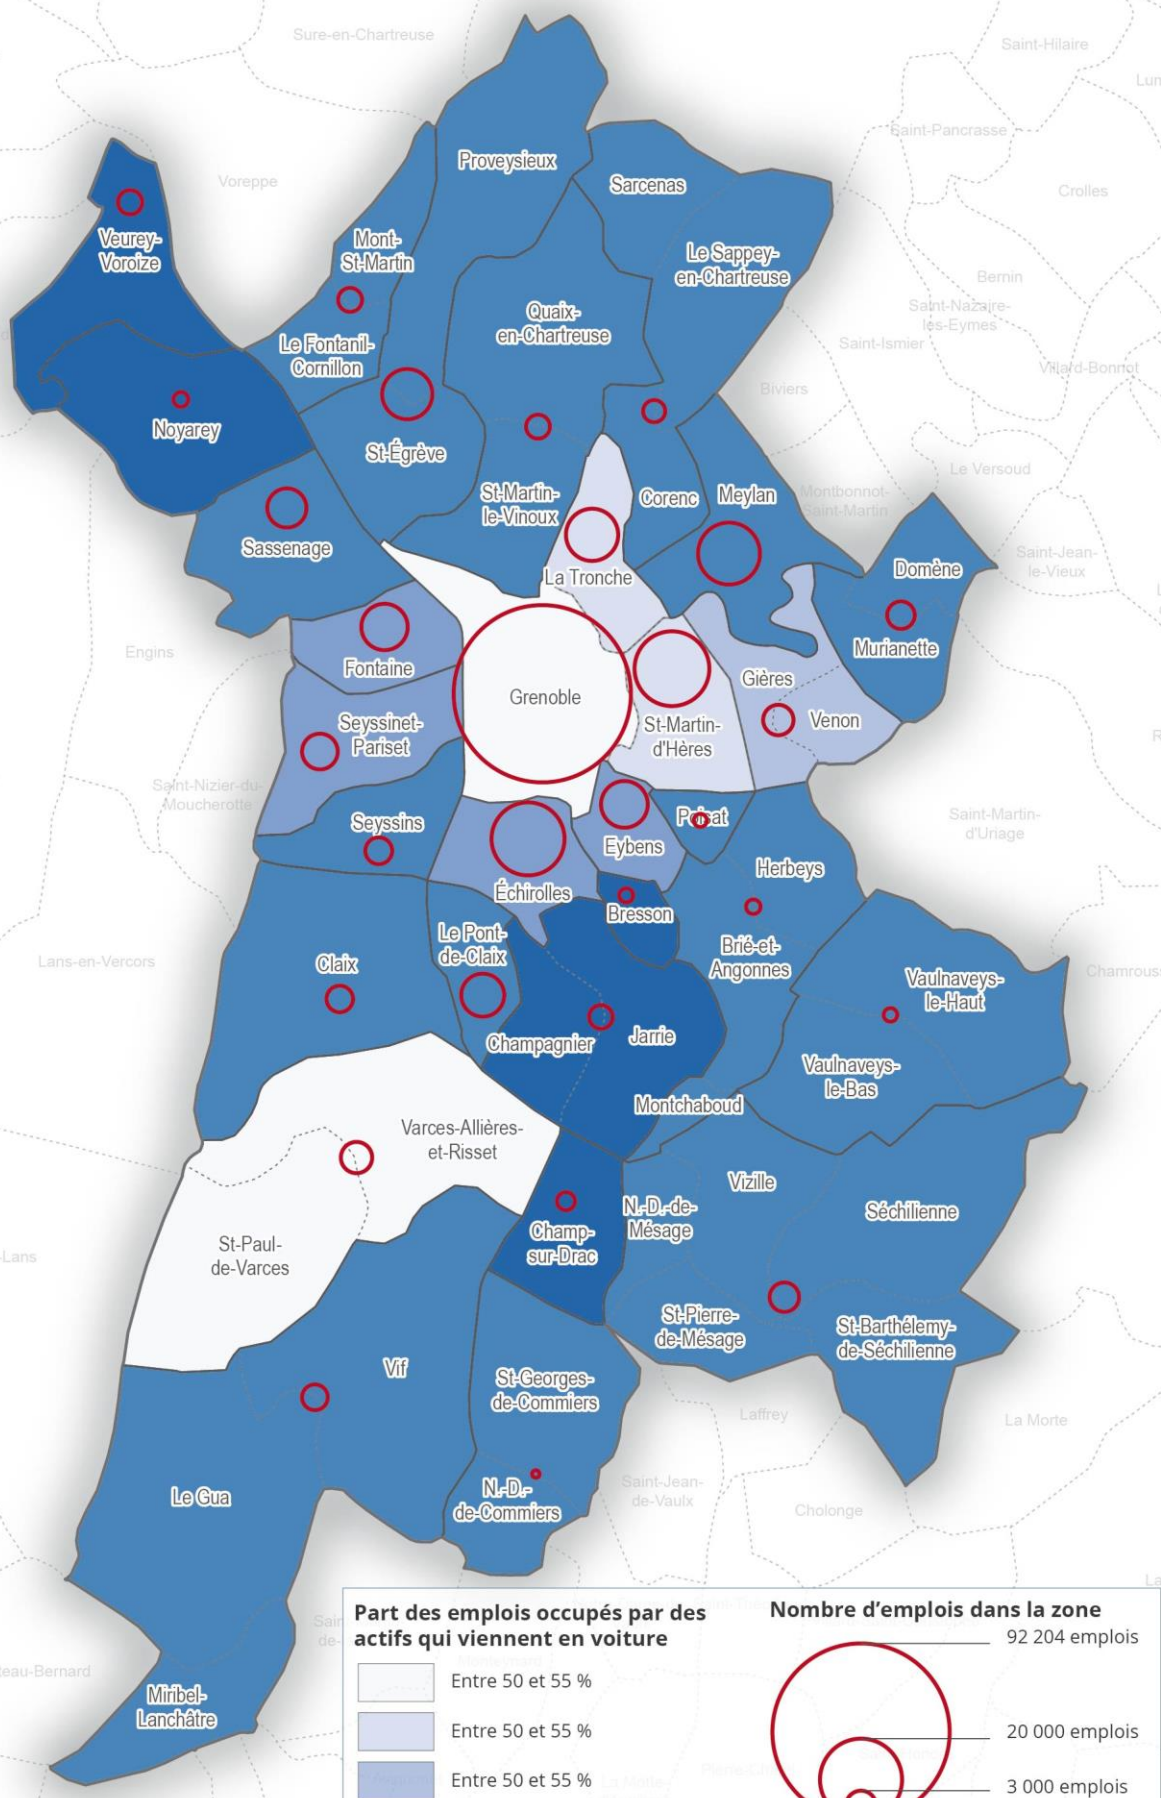 Sure-en-Chartreuse
Saint-Hilaire
Saint-Pancrasse
Voreppe
Crolles
Proveysieux
Sarcenas
Veurey-
Voroize
Mont-
St-Martin
Le Sappey-
en-Chartreuse
Bernin
Saint-Nazaire-
les-Eymes
Quaix-
en-Chartreuse
Saint-Ismier
Le Fontanil-
Cornillon
Villard-Bonnot
Biviers
Noyarey
St-Égrève
Le Versoud
St-Martin-
le-Vinoux
Corenc
Meylan
Montbonnot-
Saint-Martin
Sassenage
La Tronche
Domène
Saint-Jean-
le-Vieux
Murianette
Engins
Fontaine
Gières
Grenoble
Venon
Seyssinet-
Pariset
St-Martin-
d'Hères
Saint-Nizier-du-
Moucherotte
Seyssins
Poisat
Saint-Martin-
d'Uriage
Eybens
Herbeys
Échirolles
Bresson
Le Pont-
de-Claix
Brié-et-
Angonnes
Lans-en-Vercors
Claix
Vaulnaveys-
le-Haut
Chamrouss
Champagnier
Jarrie
Vaulnaveys-
le-Bas
Montchaboud
Varces-Allières-
et-Risset
Vizille
N.-D.-de-
Mésage
Séchilienne
Champ-
sur-Drac
St-Paul-
de-Varces
-Lans
St-Pierre-
de-Mésage
St-Barthélemy-
de-Séchilienne
Vif
St-Georges-
de-Commiers
Laffrey
La Morte
Le Gua
N.-D.-
de-Commiers
Saint-Jean-
de-Vaulx
Cholonge
Part des emplois occupés par des
actifs qui viennent en voiture
Nombre d’emplois dans la zone
92 204 emplois
eau-Bernard
Entre 50 et 55 %
Miribel-
Lanchâtre
Entre 50 et 55 %
20 000 emplois
Entre 50 et 55 %
3 000 emplois